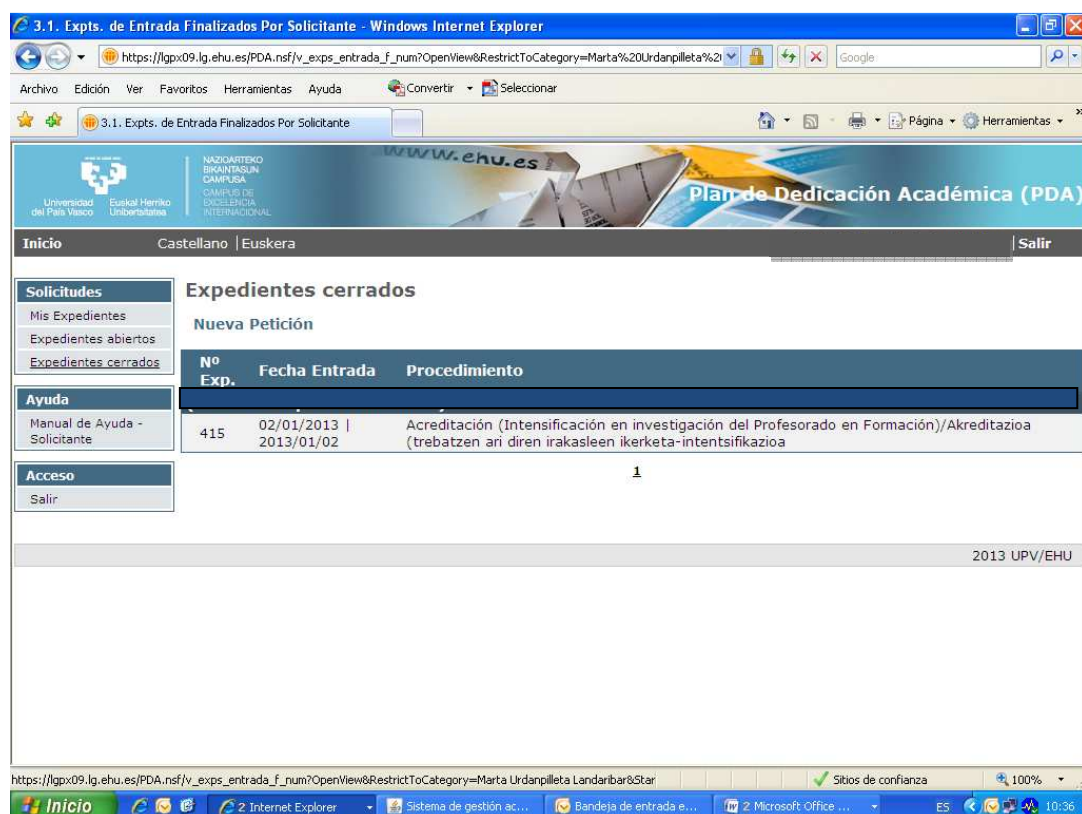 3.1. Expts. de Entrada Finalizados Por Solicitante - Windows Internet Explorer
https://lgpx09.lg.ehu.es/PDA.nsf/v_exps_entrada_f_num?OpenView&RestrictToCategory=Marta%20Urdanpilleta%2
Google
Archivo Edición Ver Favoritos Herramientas Ayuda Convertir Seleccionar
3.1. Expts. de Entrada Finalizados Por Solicitante Página Herramientas
www.ehu.es
NAZIOARTEKO
BIKAINTASUN
CAMPUSA
CAMPUS DE
EXCELENCIA
INTERNACIONAL
Universidad del País Vasco
Euskal Herriko Unibertsitatea
Plan de Dedicación Académica (PDA)
Inicio Castellano | Euskera | Salir
Solicitudes
Mis Expedientes
Expedientes abiertos
Expedientes cerrados
Ayuda
Manual de Ayuda -
Solicitante
Acceso
Salir
Expedientes cerrados
Nueva Petición
Nº Exp. Fecha Entrada Procedimiento
415 02/01/2013 | 2013/01/02 Acreditación (Intensificación en investigación del Profesorado en Formación)/Akreditazioa
(trebatzen ari diren irakasleen ikerketa-intentsifikazioa
1
2013 UPV/EHU
https://lgpx09.lg.ehu.es/PDA.nsf/v_exps_entrada_f_num?OpenView&RestrictToCategory=Marta Urdanpilleta Landaribar&Star Sitios de confianza 100%
Inicio 2 Internet Explorer Sistema de gestión ac... Bandeja de entrada e... 2 Microsoft Office ... ES 10:36